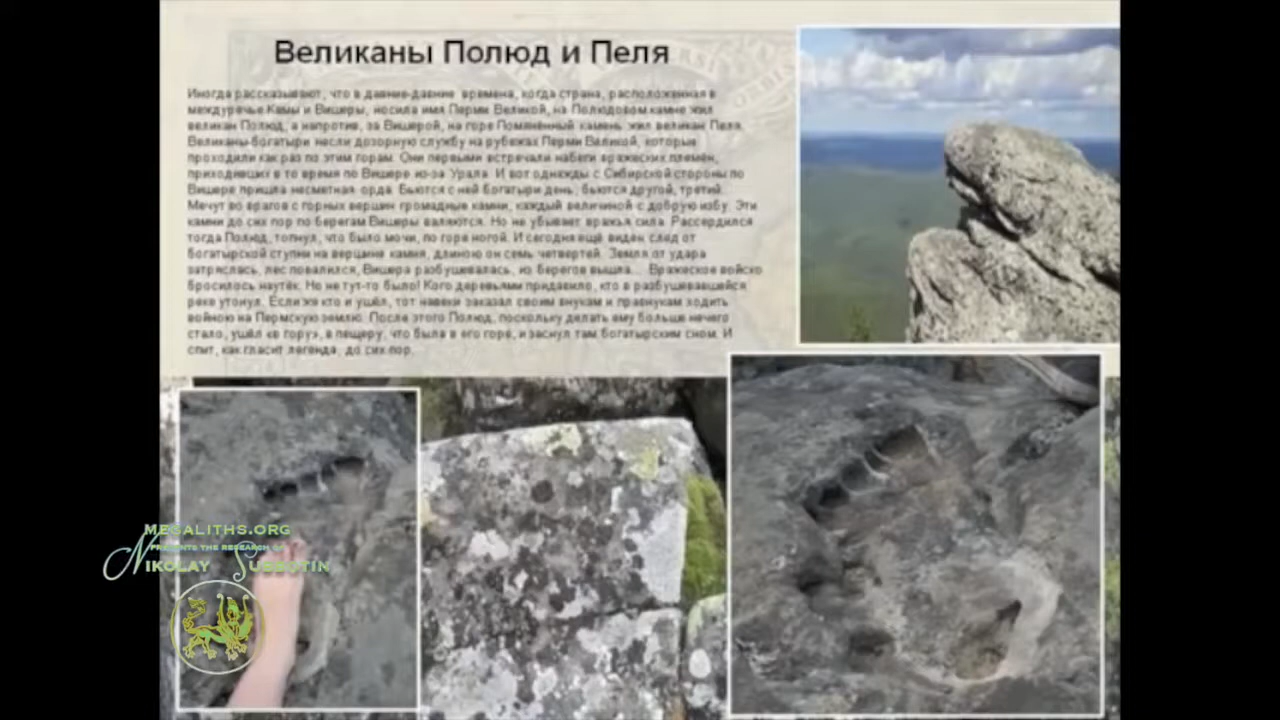 Великаны Полюд и Пеля
Иногда рассказывают, что в давние-давние времена, когда страна, расположенная в
междуречье Камы и Вишеры, носила имя Перми Великой, на Полюдовом камне жил
великан Полюд, а напротив, за Вишерой, на горе Помянённый камень жил великан Пеля.
Великаны-богатыри несли дозорную службу на рубежах Перми Великой, которые
проходили как раз по этим горам. Они первыми встречали набеги вражеских племён,
приходивших в то время по Вишере из-за Урала. И вот однажды с Сибирской стороны по
Вишере пришла несметная орда. Бьются с ней богатыри день, бьются другой, третий.
Мечут во врагов с горных вершин громадные камни, каждый величиной с добрую избу. Эти
камни до сих пор по берегам Вишеры валяются. Но не убывает вражья сила. Рассердился
тогда Полюд, топнул, что было мочи, по горе ногой. И сегодня ещё виден след от
богатырской ступни на вершине камня, длиною он семь четвертей. Земля от удара
затряслась, лес повалился, Вишера разбушевалась, из берегов вышла... Вражеское войско
бросилось наутёк. Но не тут-то было! Кого деревьями придавило, кто в разбушевавшейся
реке утонул. Если же кто и ушёл, тот навеки заказал своим внукам и правнукам ходить
войною на Пермскую землю. После этого Полюд, поскольку делать ему больше нечего
стало, ушёл «в гору», в пещеру, что была в его горе, и заснул там богатырским сном. И
спит, как гласит легенда, до сих пор.
MEGALITHS.ORG
PRESENTS THE RESEARCH OF
NIKOLAY SUBBOTIN